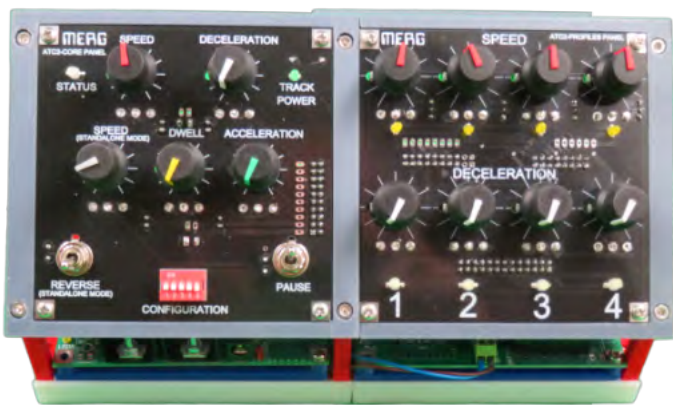 MERG
ATC3-CORE PANEL
SPEED
DECELERATION
STATUS
TRACK
POWER
SPEED
(STANDALONE MODE)
DWELL
ACCELERATION
REVERSE
(STANDALONE MODE)
CONFIGURATION
PAUSE
MERG
SPEED
ATC3-PROFILES PANEL
DECELERATION
1 2 3 4